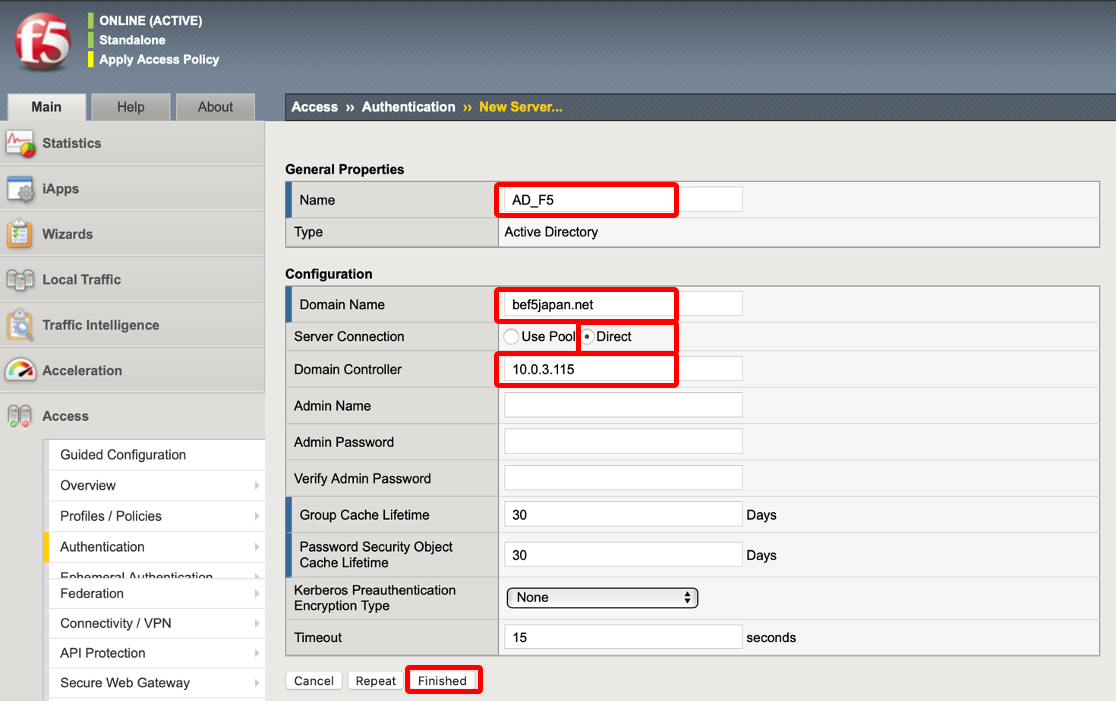 f5
ONLINE (ACTIVE)
Standalone
Apply Access Policy
Main
Help
About
Access » Authentication » New Server...
Statistics
iApps
Wizards
Local Traffic
Traffic Intelligence
Acceleration
Access
Guided Configuration
Overview
Profiles / Policies
Authentication
Ephemeral Authentication
Federation
Connectivity / VPN
API Protection
Secure Web Gateway
General Properties
Name AD_F5
Type Active Directory
Configuration
Domain Name bef5japan.net
Server Connection Use Pool Direct
Domain Controller 10.0.3.115
Admin Name
Admin Password
Verify Admin Password
Group Cache Lifetime 30 Days
Password Security Object
Cache Lifetime 30 Days
Kerberos Preauthentication
Encryption Type None
Timeout 15 seconds
Cancel Repeat Finished